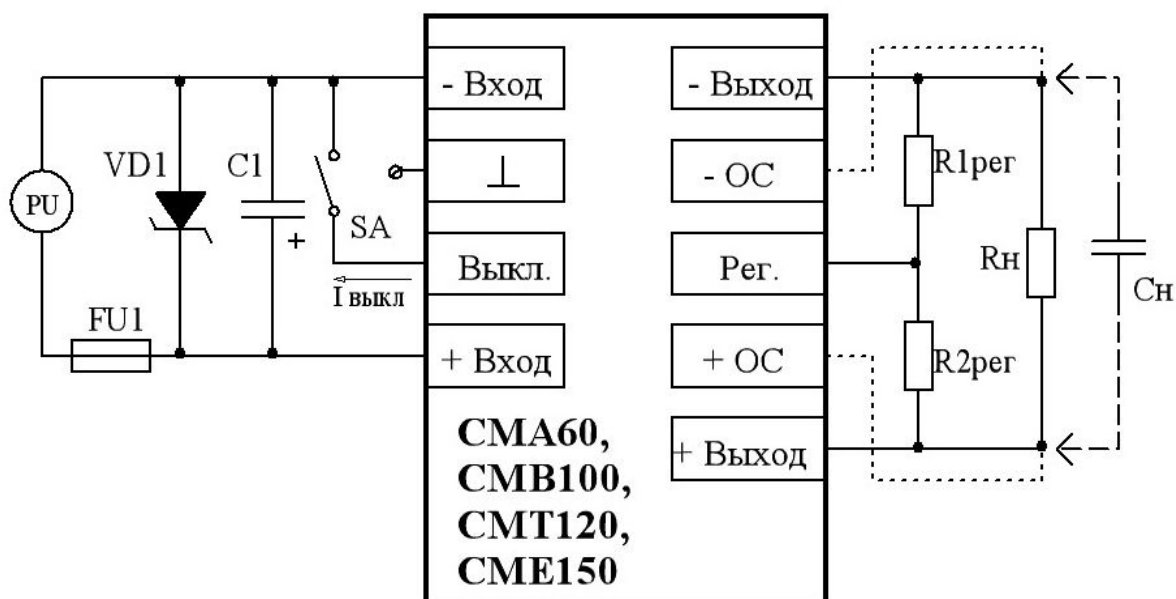 - Вход
- Выход
VD1
C1
R1рег
PU
⊥
- ОС
+
SA
Выкл.
Рег.
Rн
Сн
I выкл
FU1
+ Вход
+ ОС
R2рег
+ Выход
CMA60,
CMB100,
CMT120,
CME150